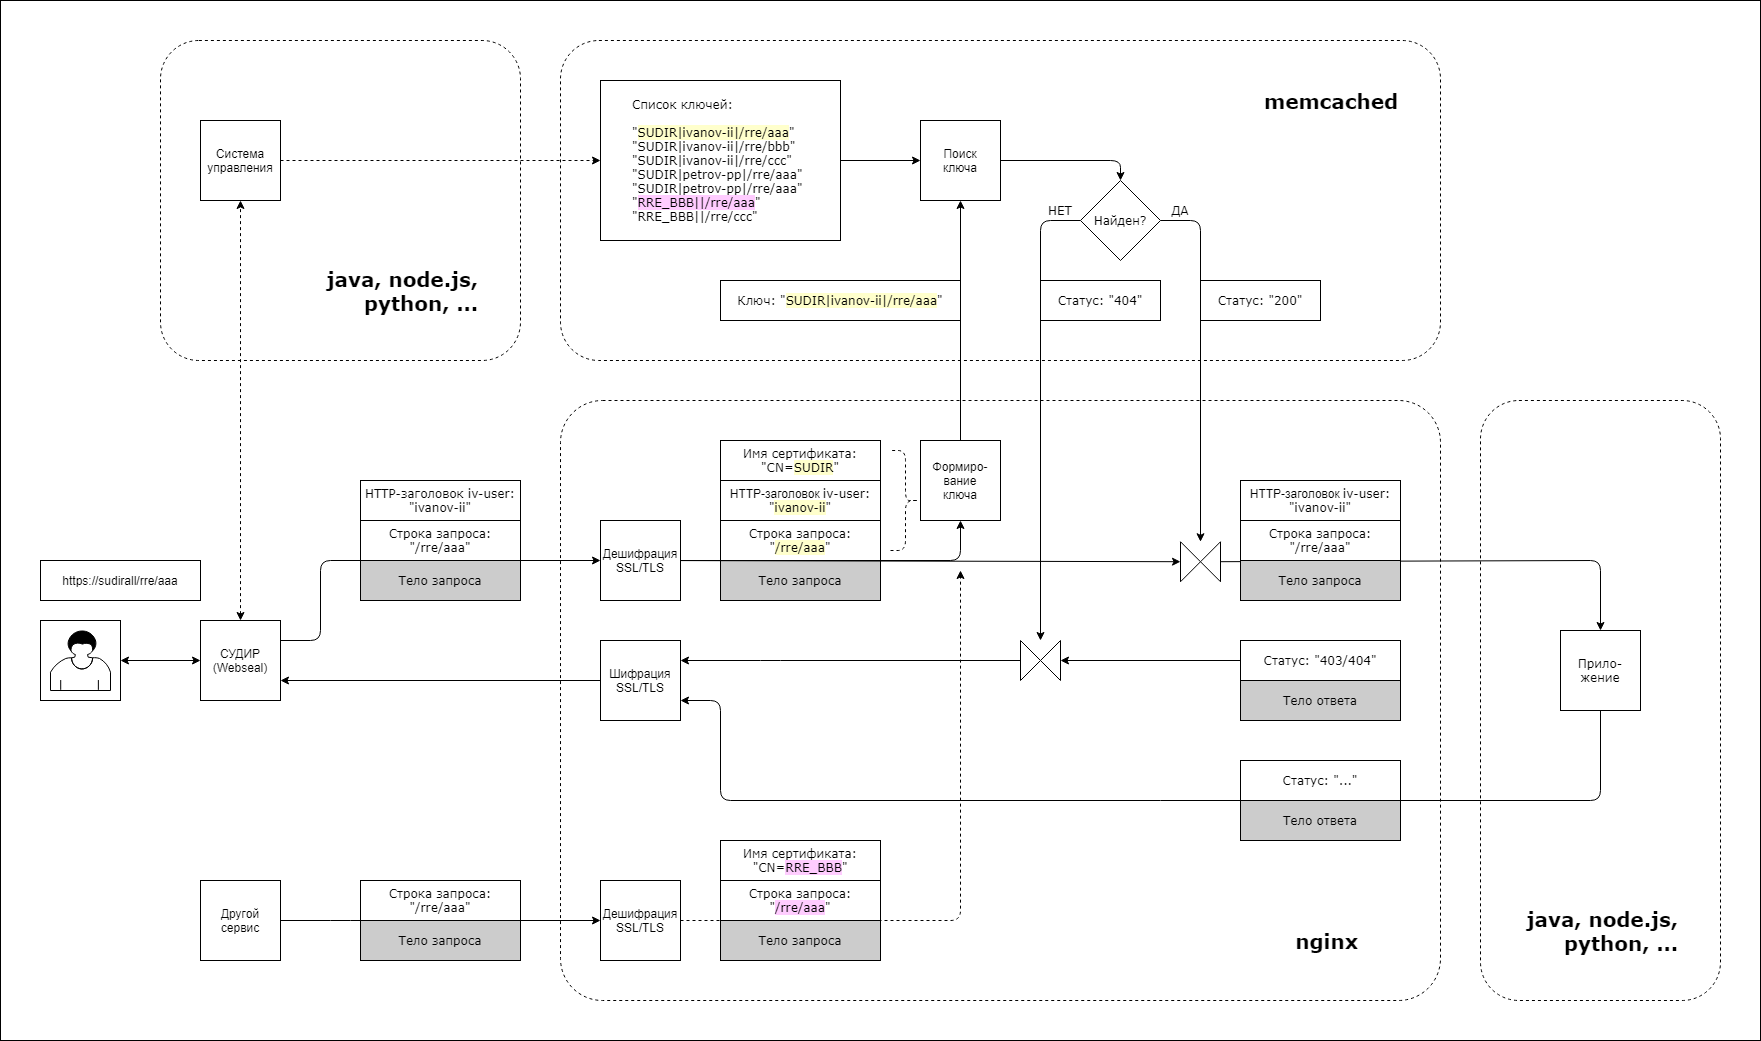 memcached
Список ключей:
"SUDIR|ivanov-ii|/rre/aaa"
"SUDIR|ivanov-ii|/rre/bbb"
"SUDIR|ivanov-ii|/rre/ccc"
"SUDIR|petrov-pp|/rre/aaa"
"SUDIR|petrov-pp|/rre/aaa"
"RRE_BBB||/rre/aaa"
"RRE_BBB||/rre/ccc"
Система
управления
Поиск
ключа
НЕТ
Найден?
ДА
java, node.js,
python, ...
Ключ: "SUDIR|ivanov-ii|/rre/aaa"
Статус: "404"
Статус: "200"
Имя сертификата:
"CN=SUDIR"
HTTP-заголовок iv-user:
"ivanov-ii"
Строка запроса:
"/rre/aaa"
Тело запроса
Формиро-
вание
ключа
HTTP-заголовок iv-user:
"ivanov-ii"
Строка запроса:
"/rre/aaa"
Тело запроса
Дешифрация
SSL/TLS
HTTP-заголовок iv-user:
"ivanov-ii"
Строка запроса:
"/rre/aaa"
Тело запроса
https://sudirall/rre/aaa
СУДИР
(Webseal)
Шифрация
SSL/TLS
Статус: "403/404"
Тело ответа
Прило-
жение
Статус: "..."
Тело ответа
Имя сертификата:
"CN=RRE_BBB"
Строка запроса:
"/rre/aaa"
Тело запроса
Другой
сервис
Строка запроса:
"/rre/aaa"
Тело запроса
Дешифрация
SSL/TLS
nginx
java, node.js,
python, ...